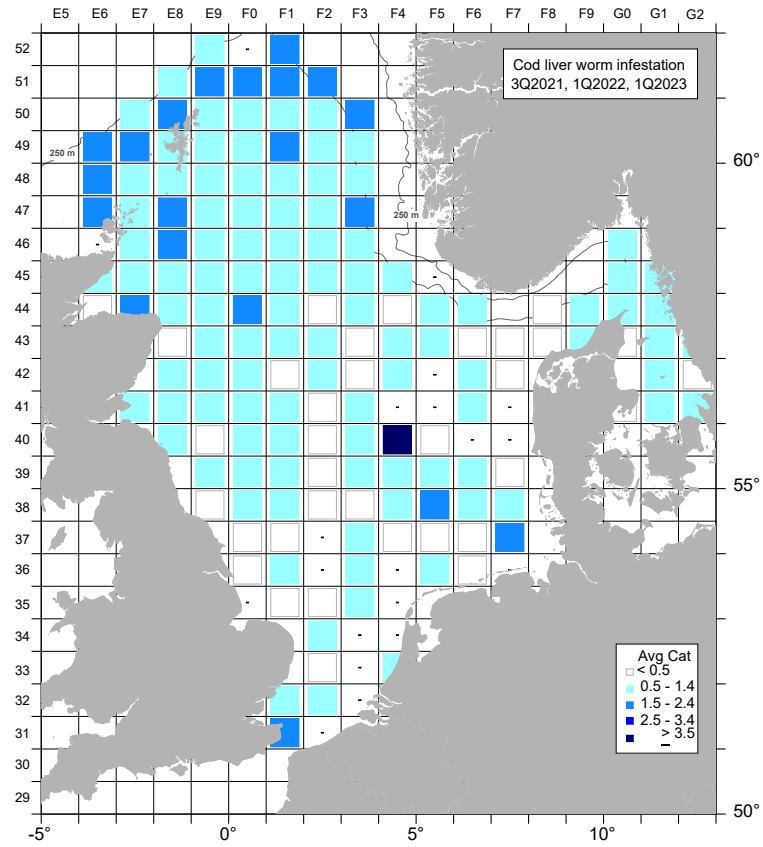 E5 E6 E7 E8 E9 F0 F1 F2 F3 F4 F5 F6 F7 F8 F9 G0 G1 G2
52
51
50
49
48
47
46
45
44
43
42
41
40
39
38
37
36
35
34
33
32
31
30
29
Cod liver worm infestation
3Q2021, 1Q2022, 1Q2023
250 m
250 m
60°
55°
50°
Avg Cat
< 0.5
0.5 - 1.4
1.5 - 2.4
2.5 - 3.4
≥ 3.5
-5° 0° 5° 10°